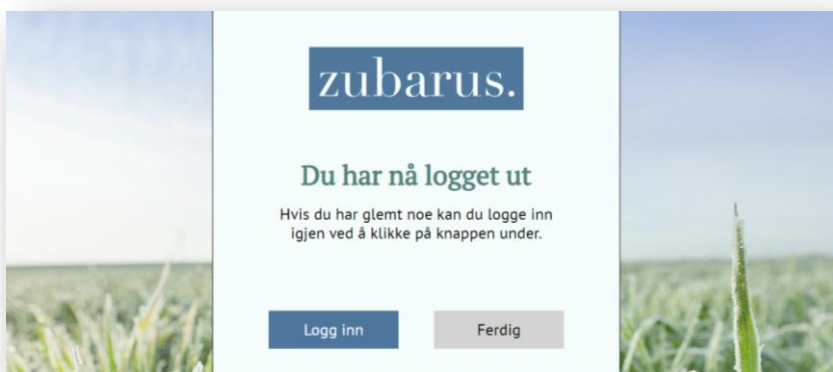 zubarus.
Du har nå logget ut
Hvis du har glemt noe kan du logge inn
igjen ved å klikke på knappen under.
Logg inn
Ferdig